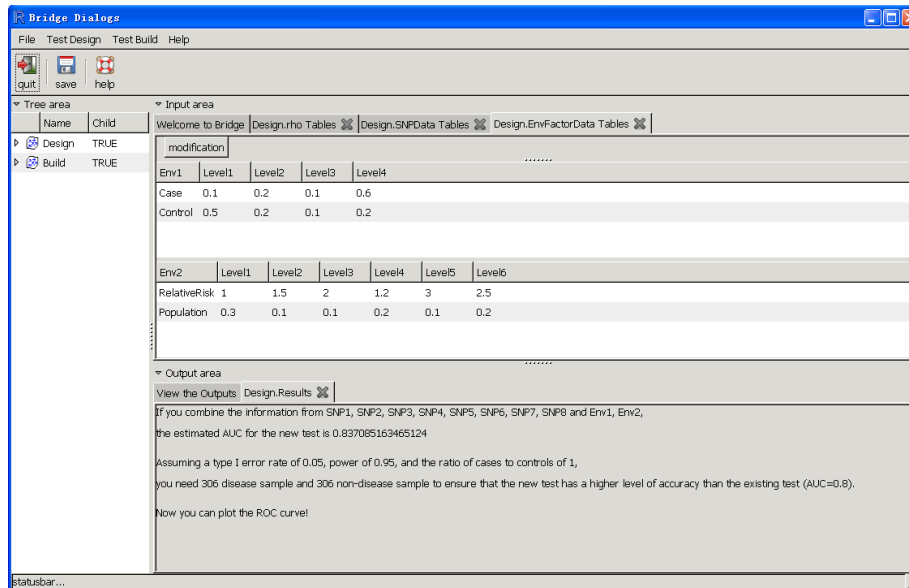 Bridge Dialogs
File Test Design Test Build Help
quit save help
Tree area
Name Child
Design TRUE
Build TRUE
Input area
Welcome to Bridge Design.rho Tables Design.SNPData Tables Design.EnvFactorData Tables
modification
Env1 Level1 Level2 Level3 Level4
Case 0.1 0.2 0.1 0.6
Control 0.5 0.2 0.1 0.2
Env2 Level1 Level2 Level3 Level4 Level5 Level6
RelativeRisk 1 1.5 2 1.2 3 2.5
Population 0.3 0.1 0.1 0.2 0.1 0.2
Output area
View the Outputs Design.Results
If you combine the information from SNP1, SNP2, SNP3, SNP4, SNP5, SNP6, SNP7, SNP8 and Env1, Env2,
the estimated AUC for the new test is 0.837085163465124
Assuming a type I error rate of 0.05, power of 0.95, and the ratio of cases to controls of 1,
you need 306 disease sample and 306 non-disease sample to ensure that the new test has a higher level of accuracy than the existing test (AUC=0.8).
Now you can plot the ROC curve!
statusbar...